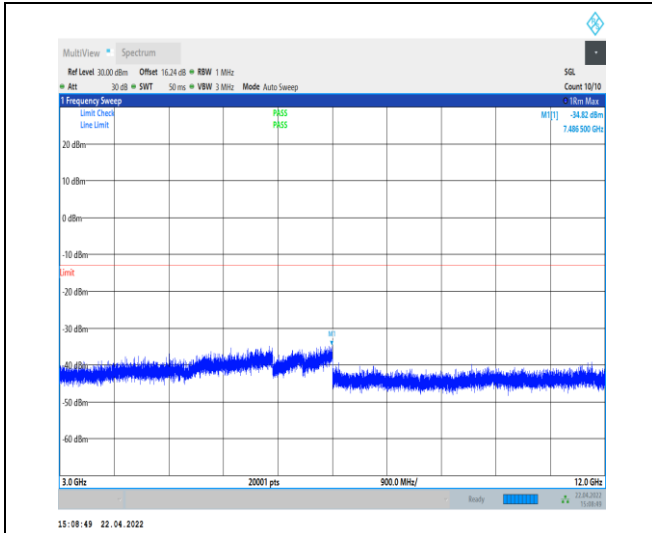 MultiView Spectrum
Ref Level 30.00 dBm Offset 16.24 dB RBW 1 MHz SGL
Att 30 dB SWT 50 ms VBW 3 MHz Mode Auto Sweep Count 10/10
1 Frequency Sweep 1Rm Max
Limit Check PASS M1[1] -34.82 dBm
Line Limit PASS 7.486 500 GHz
20 dBm
10 dBm
0 dBm
-10 dBm
Limit
-20 dBm
-30 dBm
M1
-40 dBm
-50 dBm
-60 dBm
3.0 GHz 20001 pts 900.0 MHz/ 12.0 GHz
Ready 22.04.2022
15:08:49
15:08:49 22.04.2022